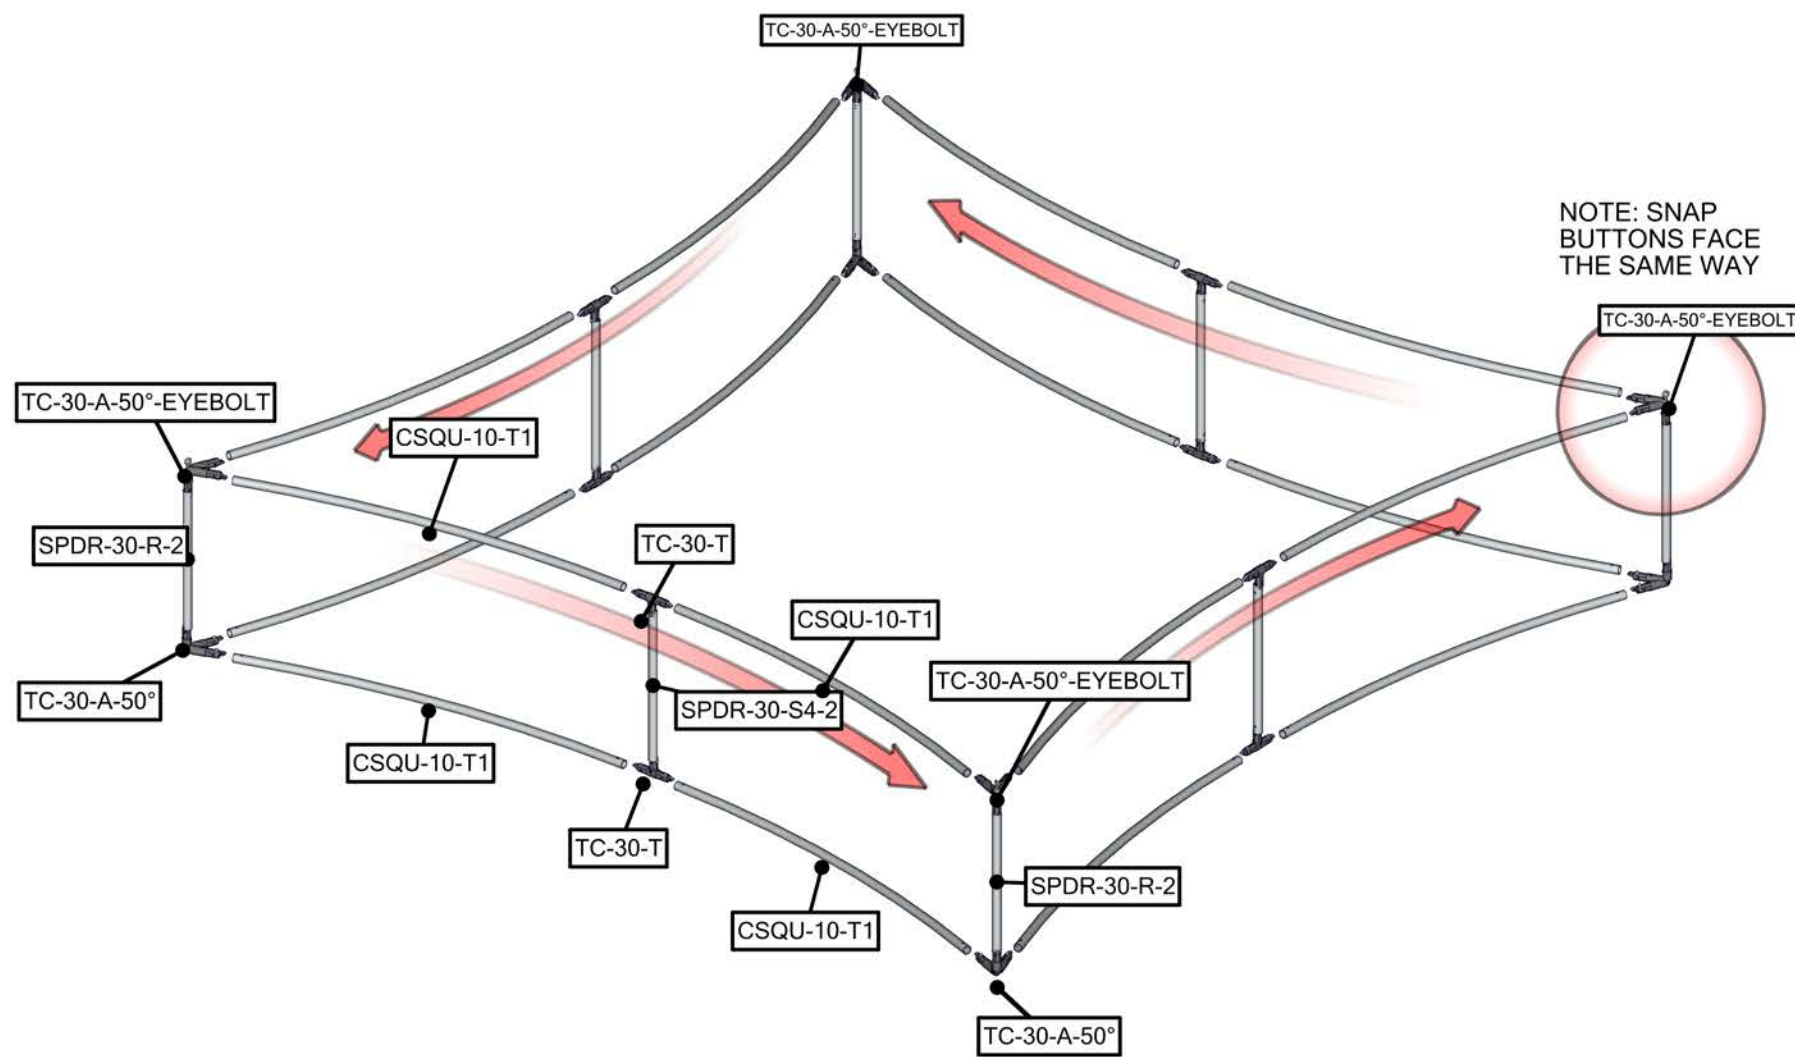 TC-30-A-50°-EYEBOLT
NOTE: SNAP
BUTTONS FACE
THE SAME WAY
TC-30-A-50°-EYEBOLT
TC-30-A-50°-EYEBOLT
CSQU-10-T1
SPDR-30-R-2
TC-30-T
CSQU-10-T1
TC-30-A-50°-EYEBOLT
TC-30-A-50°
SPDR-30-S4-2
CSQU-10-T1
TC-30-T
SPDR-30-R-2
CSQU-10-T1
TC-30-A-50°